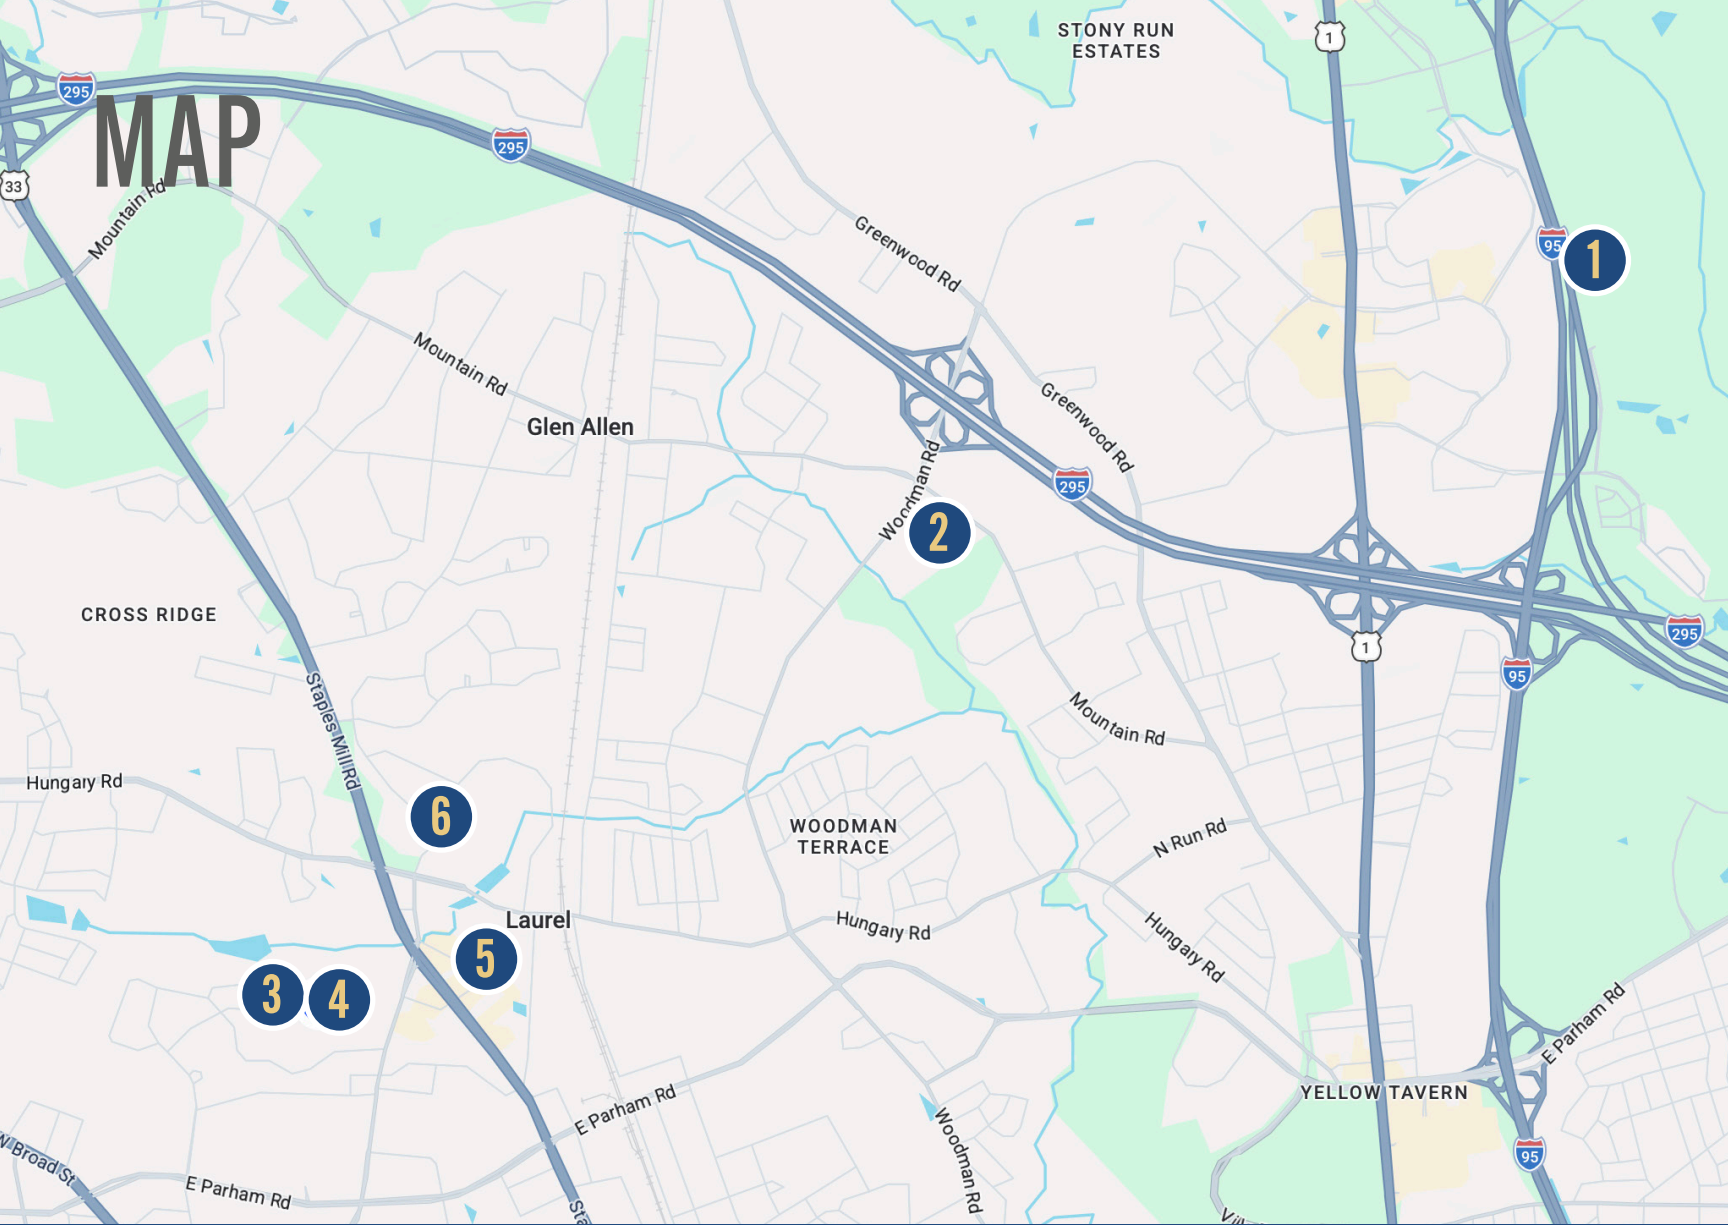 STONY RUN
ESTATES
1
295
MAP
295
33
Mountain Rd
Greenwood Rd
95
1
Mountain Rd
Greenwood Rd
Glen Allen
Woodman Rd
295
2
CROSS RIDGE
295
1
95
Staples Mill Rd
Mountain Rd
Hungary Rd
6
WOODMAN
TERRACE
N Run Rd
Laurel
Hungary Rd
Hungary Rd
5
3
4
E Parham Rd
YELLOW TAVERN
E Parham Rd
Woodman Rd
W Broad St
95
E Parham Rd